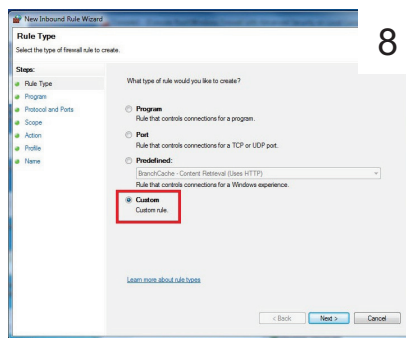 New Inbound Rule Wizard
8
Rule Type
Select the type of firewall rule to create.
Steps:
Rule Type
Program
Protocol and Ports
Scope
Action
Profile
Name
What type of rule would you like to create?
Program
Rule that controls connections for a program.
Port
Rule that controls connections for a TCP or UDP port.
Predefined:
BranchCache - Content Retrieval (Uses HTTP)
Rule that controls connections for a Windows experience.
Custom
Custom rule.
Learn more about rule types
< Back
Next >
Cancel